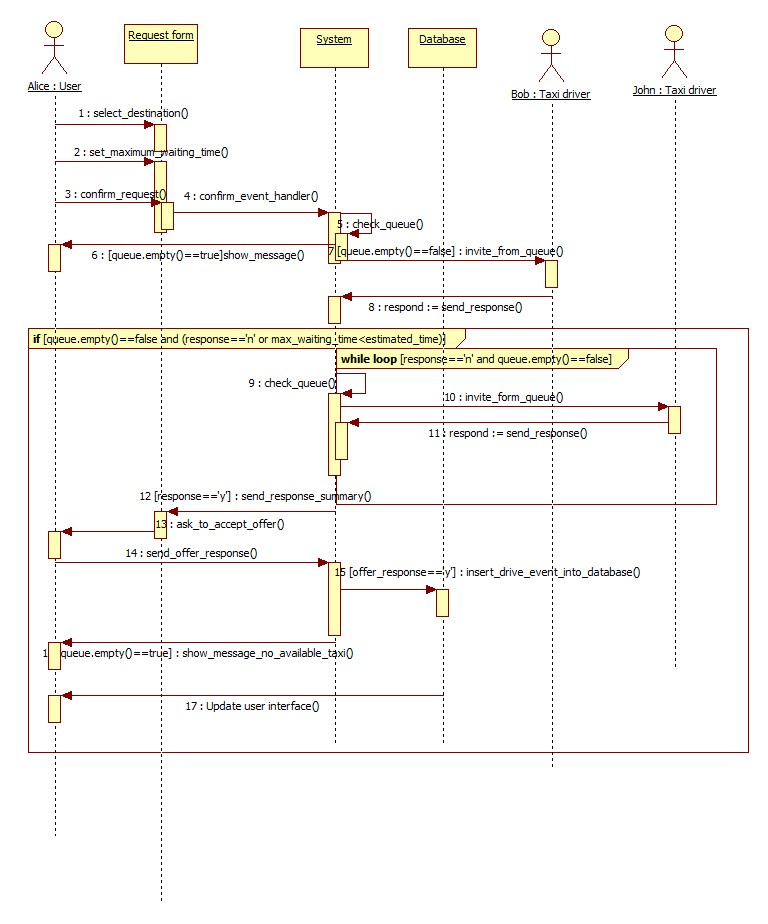 Request form
System
Database
Alice : User
Bob : Taxi driver
John : Taxi driver
1 : select_destination()
2 : set_maximum_waiting_time()
3 : confirm_request()
4 : confirm_event_handler()
5 : check_queue()
6 : [queue.empty()==true]show_message()
7 [queue.empty()==false] : invite_from_queue()
8 : respond := send_response()
if [queue.empty()==false and (response=='n' or max_waiting_time<estimated_time)]
while loop [response=='n' and queue.empty()==false]
9 : check_queue()
10 : invite_form_queue()
11 : respond := send_response()
12 [response=='y'] : send_response_summary()
13 : ask_to_accept_offer()
14 : send_offer_response()
15 [offer_response=='y'] : insert_drive_event_into_database()
1 queue.empty()==true] : show_message_no_available_taxi()
17 : Update user interface()